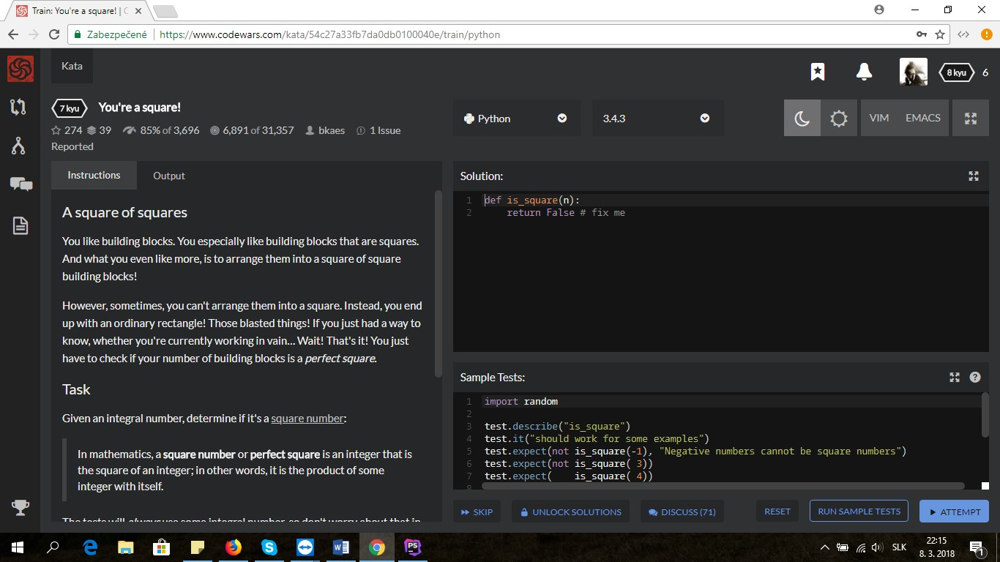 Train: You're a square! | C
Zabezpečené | https://www.codewars.com/kata/54c27a33fb7da0db0100040e/train/python
Kata
8 kyu 6
7 kyu You're a square!
274 39 85% of 3,696 6,891 of 31,357 bkaes 1 Issue
Reported
Python 3.4.3
VIM EMACS
Instructions Output
A square of squares
You like building blocks. You especially like building blocks that are squares.
And what you even like more, is to arrange them into a square of square
building blocks!
However, sometimes, you can't arrange them into a square. Instead, you end
up with an ordinary rectangle! Those blasted things! If you just had a way to
know, whether you're currently working in vain... Wait! That's it! You just
have to check if your number of building blocks is a perfect square.
Task
Given an integral number, determine if it's a square number:
In mathematics, a square number or perfect square is an integer that is
the square of an integer; in other words, it is the product of some
integer with itself.
The tests will always use some integral number, so don't worry about that in
Solution:
1 def is_square(n):
2 return False # fix me
Sample Tests:
1 import random
2
3 test.describe("is_square")
4 test.it("should work for some examples")
5 test.expect(not is_square(-1), "Negative numbers cannot be square numbers")
6 test.expect(not is_square( 3))
7 test.expect(    is_square( 4))
8
SKIP UNLOCK SOLUTIONS DISCUSS (71) RESET RUN SAMPLE TESTS ATTEMPT
SLK
22:15
8. 3. 2018
1